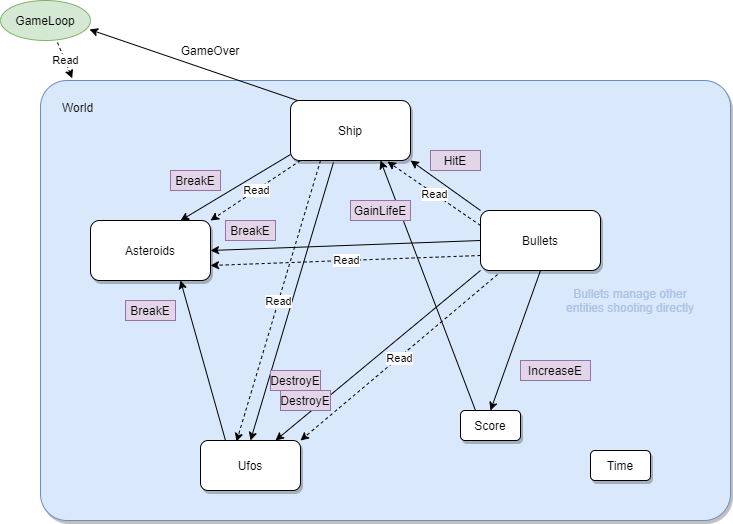 GameLoop
GameOver
Read
World
Ship
HitE
BreakE
Read
Read
GainLifeE
BreakE
Asteroids
Bullets
Read
Bullets manage other
entities shooting directly
Read
BreakE
Read
DestroyE
IncreaseE
DestroyE
Score
Ufos
Time